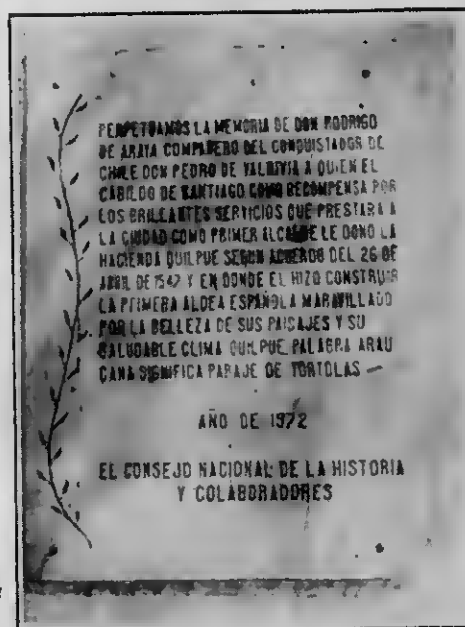 PERPETUAMOS LA MEMORIA DE DON RODRIGO
DE ARAYA COMPAÑERO DEL CONQUISTADOR DE
CHILE DON PEDRO DE VALDIVIA A QUIEN EL
CABILDO DE SANTIAGO COMO RECOMPENSA POR
LOS BRILLANTES SERVICIOS QUE PRESTARA A
LA CIUDAD COMO PRIMER ALCALDE LE DONO LA
HACIENDA QUILPUE SEGUN ACUERDO DEL 26 DE
ABRIL DE 1547 Y EN DONDE EL HIZO CONSTRUIR
LA PRIMERA ALDEA ESPAÑOLA MARAVILLADO
POR LA BELLEZA DE SUS PAISAJES Y SU
SALUDABLE CLIMA QUILPUE PALABRA ARAU
CANA SIGNIFICA PARAJE DE TORTOLAS
AÑO DE 1972
EL CONSEJO NACIONAL DE LA HISTORIA
Y COLABORADORES